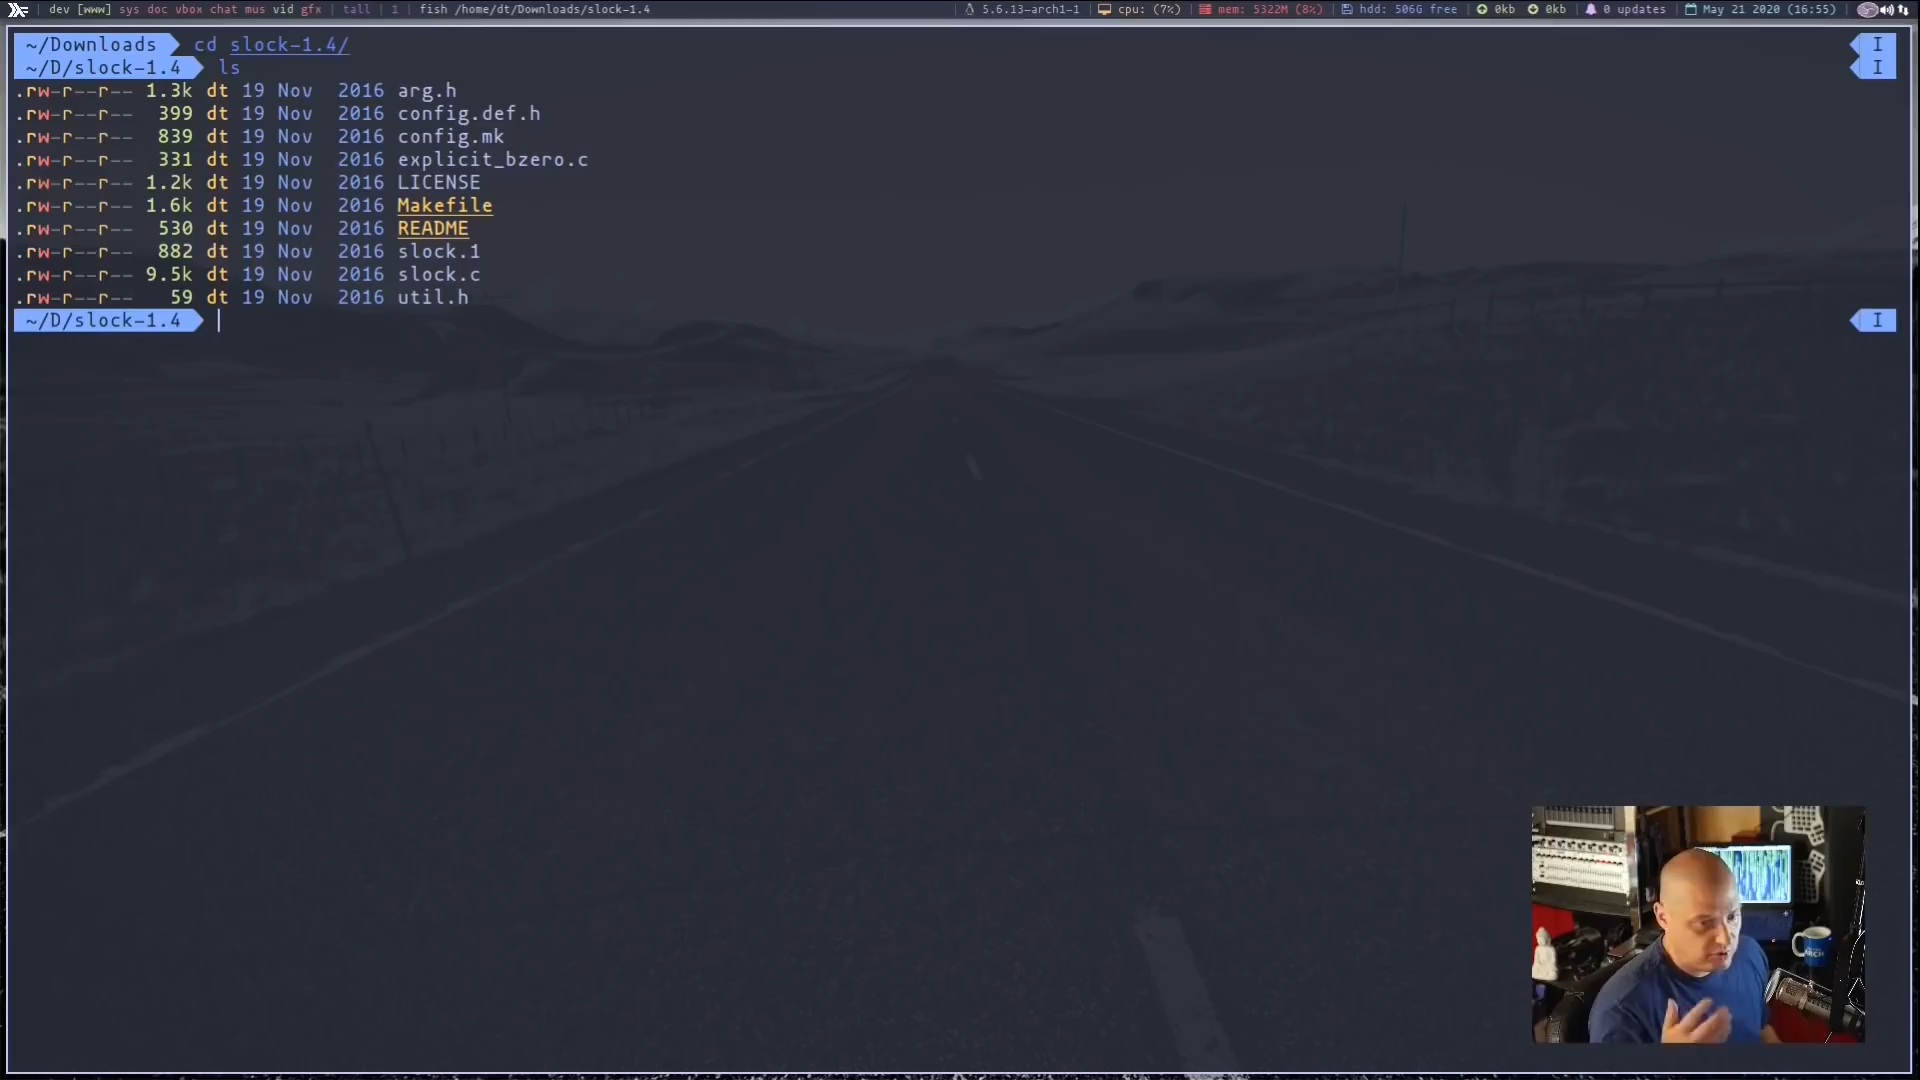 dev [www] sys doc vbox chat mus vid gfx | tall | 1 | fish /home/dt/Downloads/slock-1.4 | 5.6.13-arch1-1 | cpu: (7%) | mem: 5322M (8%) | hdd: 506G free | 0kb 0kb | 0 updates | May 21 2020 (16:55)
~/Downloads cd slock-1.4/ I
~/D/slock-1.4 ls I
.rw-r--r-- 1.3k dt 19 Nov 2016 arg.h
.rw-r--r-- 399 dt 19 Nov 2016 config.def.h
.rw-r--r-- 839 dt 19 Nov 2016 config.mk
.rw-r--r-- 331 dt 19 Nov 2016 explicit_bzero.c
.rw-r--r-- 1.2k dt 19 Nov 2016 LICENSE
.rw-r--r-- 1.6k dt 19 Nov 2016 Makefile
.rw-r--r-- 530 dt 19 Nov 2016 README
.rw-r--r-- 882 dt 19 Nov 2016 slock.1
.rw-r--r-- 9.5k dt 19 Nov 2016 slock.c
.rw-r--r-- 59 dt 19 Nov 2016 util.h
~/D/slock-1.4 I
ARCH